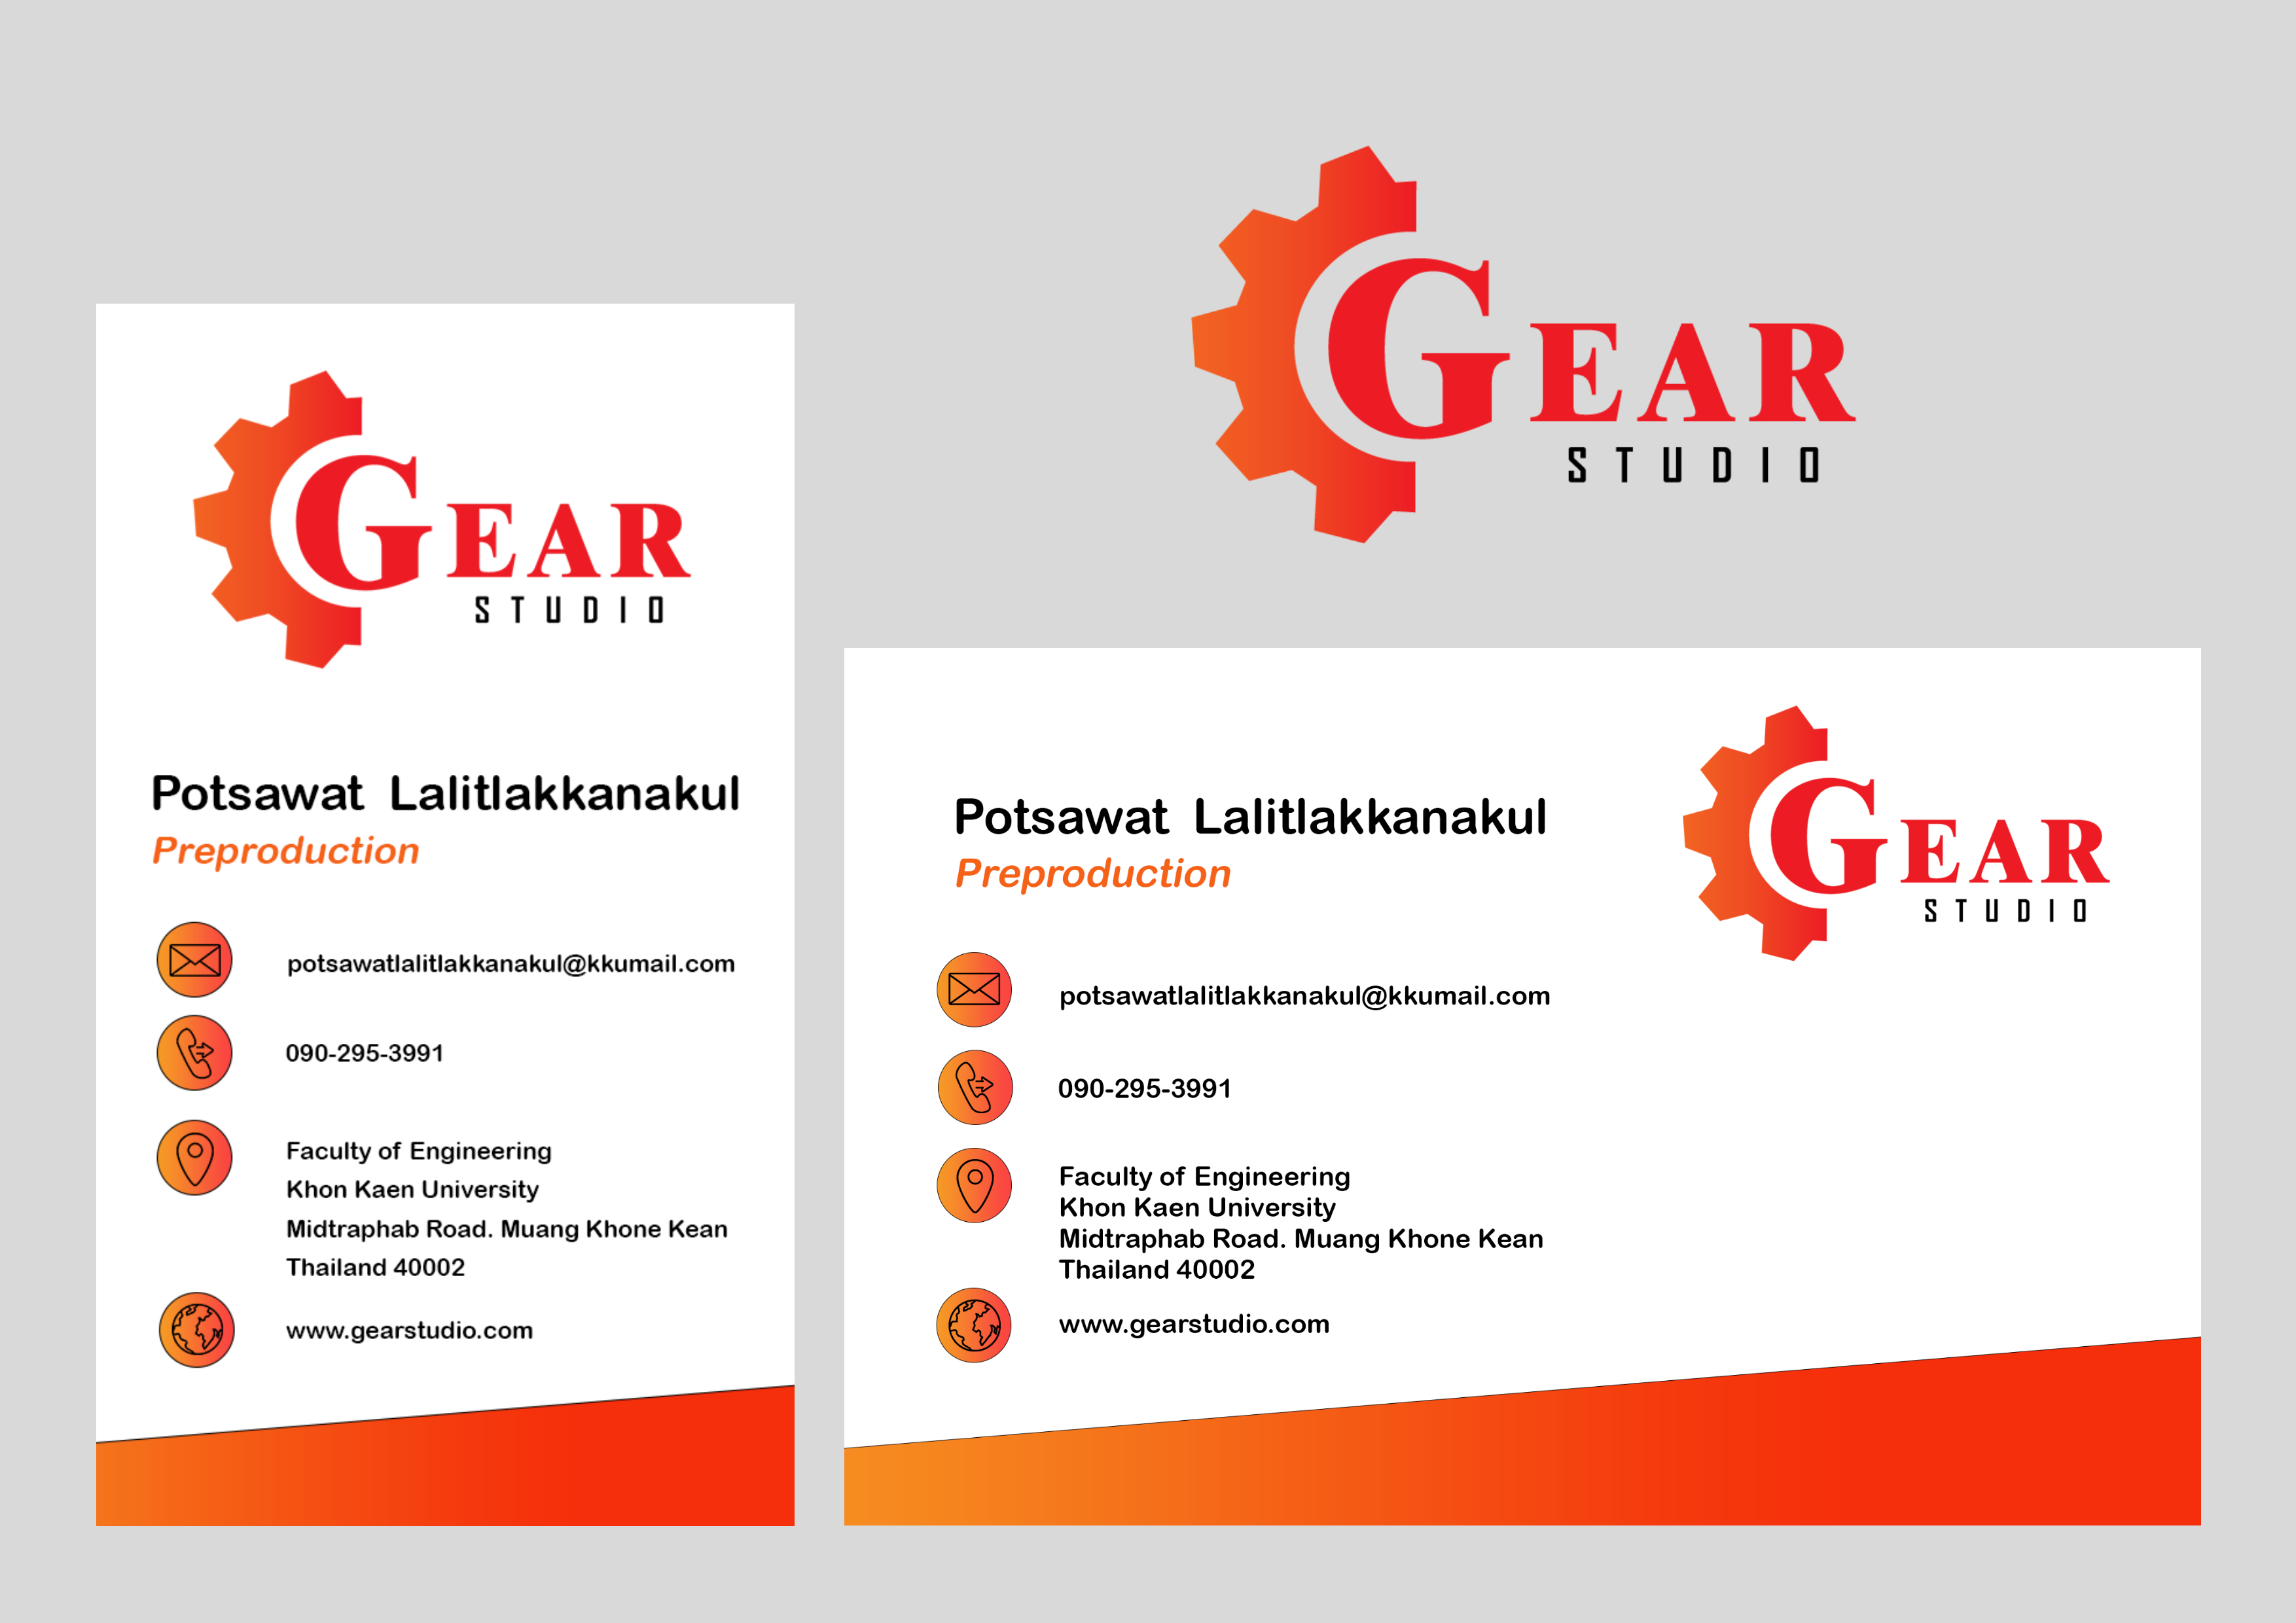 GEAR
STUDIO
GEAR
STUDIO
Potsawat Lalitlakkanakul
Preproduction
potsawatlalitlakkanakul@kkumail.com
090-295-3991
Faculty of Engineering
Khon Kaen University
Midtraphab Road. Muang Khone Kean
Thailand 40002
www.gearstudio.com
GEAR
STUDIO
Potsawat Lalitlakkanakul
Preproduction
potsawatlalitlakkanakul@kkumail.com
090-295-3991
Faculty of Engineering
Khon Kaen University
Midtraphab Road. Muang Khone Kean
Thailand 40002
www.gearstudio.com